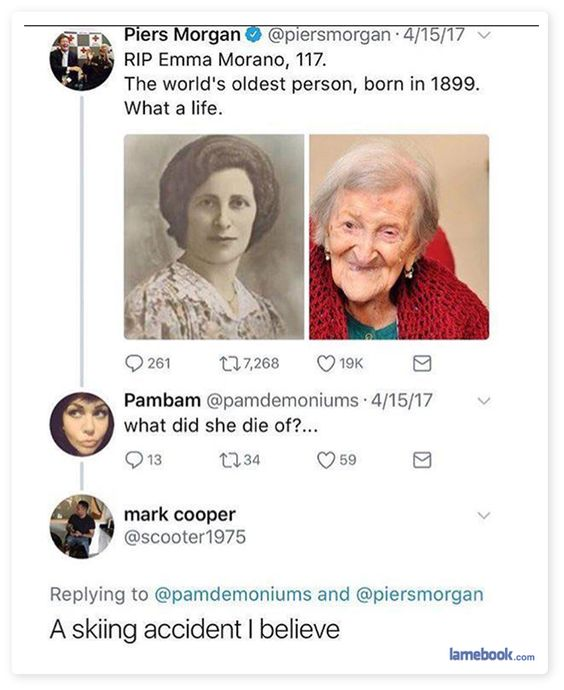 Piers Morgan @piersmorgan · 4/15/17
RIP Emma Morano, 117.
The world's oldest person, born in 1899.
What a life.
261 7,268 19K
Pambam @pamdemoniums · 4/15/17
what did she die of?...
13 34 59
mark cooper
@scooter1975
Replying to @pamdemoniums and @piersmorgan
A skiing accident I believe
lamebook.com